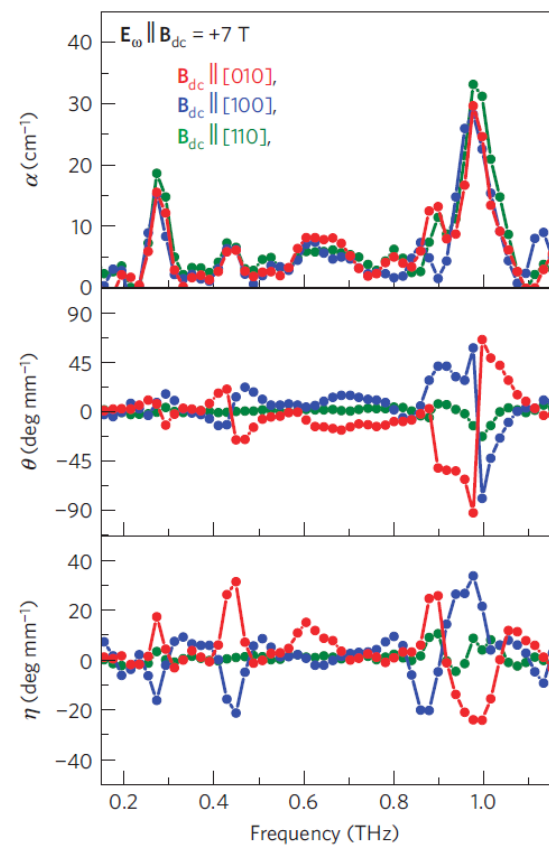 E_ω ∥ B_dc = +7 T
B_dc ∥ [010],
B_dc ∥ [100],
B_dc ∥ [110],
α (cm⁻¹)
40
30
20
10
0
θ (deg mm⁻¹)
90
45
0
−45
−90
η (deg mm⁻¹)
40
20
0
−20
−40
0.2 0.4 0.6 0.8 1.0
Frequency (THz)